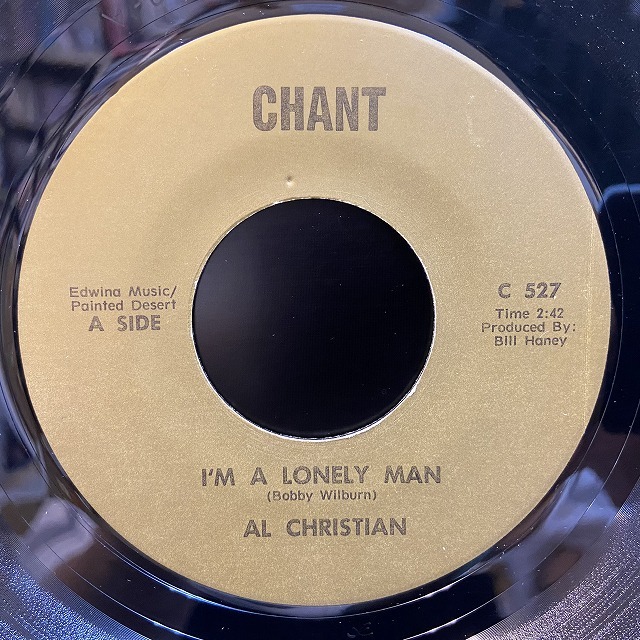 CHANT
Edwina Music/
Painted Desert
A SIDE
C 527
Time 2:42
Produced By:
Bill Haney
I'M A LONELY MAN
(Bobby Wilburn)
AL CHRISTIAN